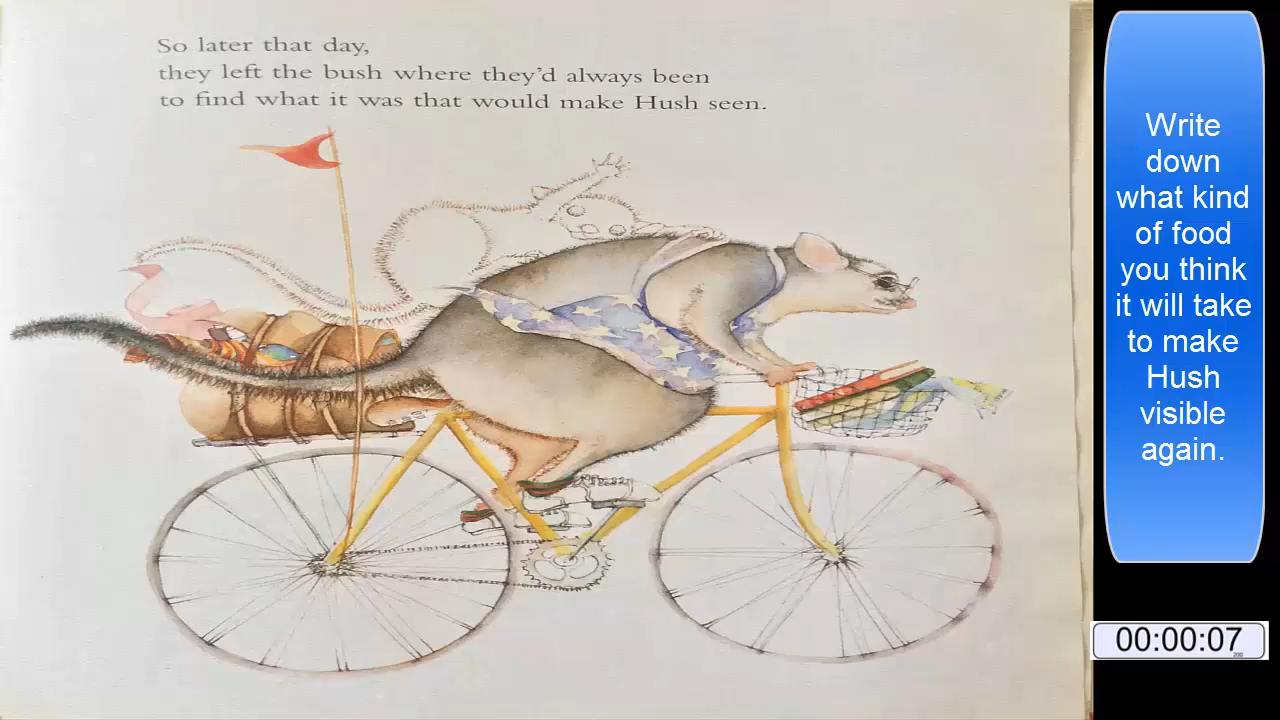 So later that day,
they left the bush where they'd always been
to find what it was that would make Hush seen.
Write
down
what kind
of food
you think
it will take
to make
Hush
visible
again.
00:00:07